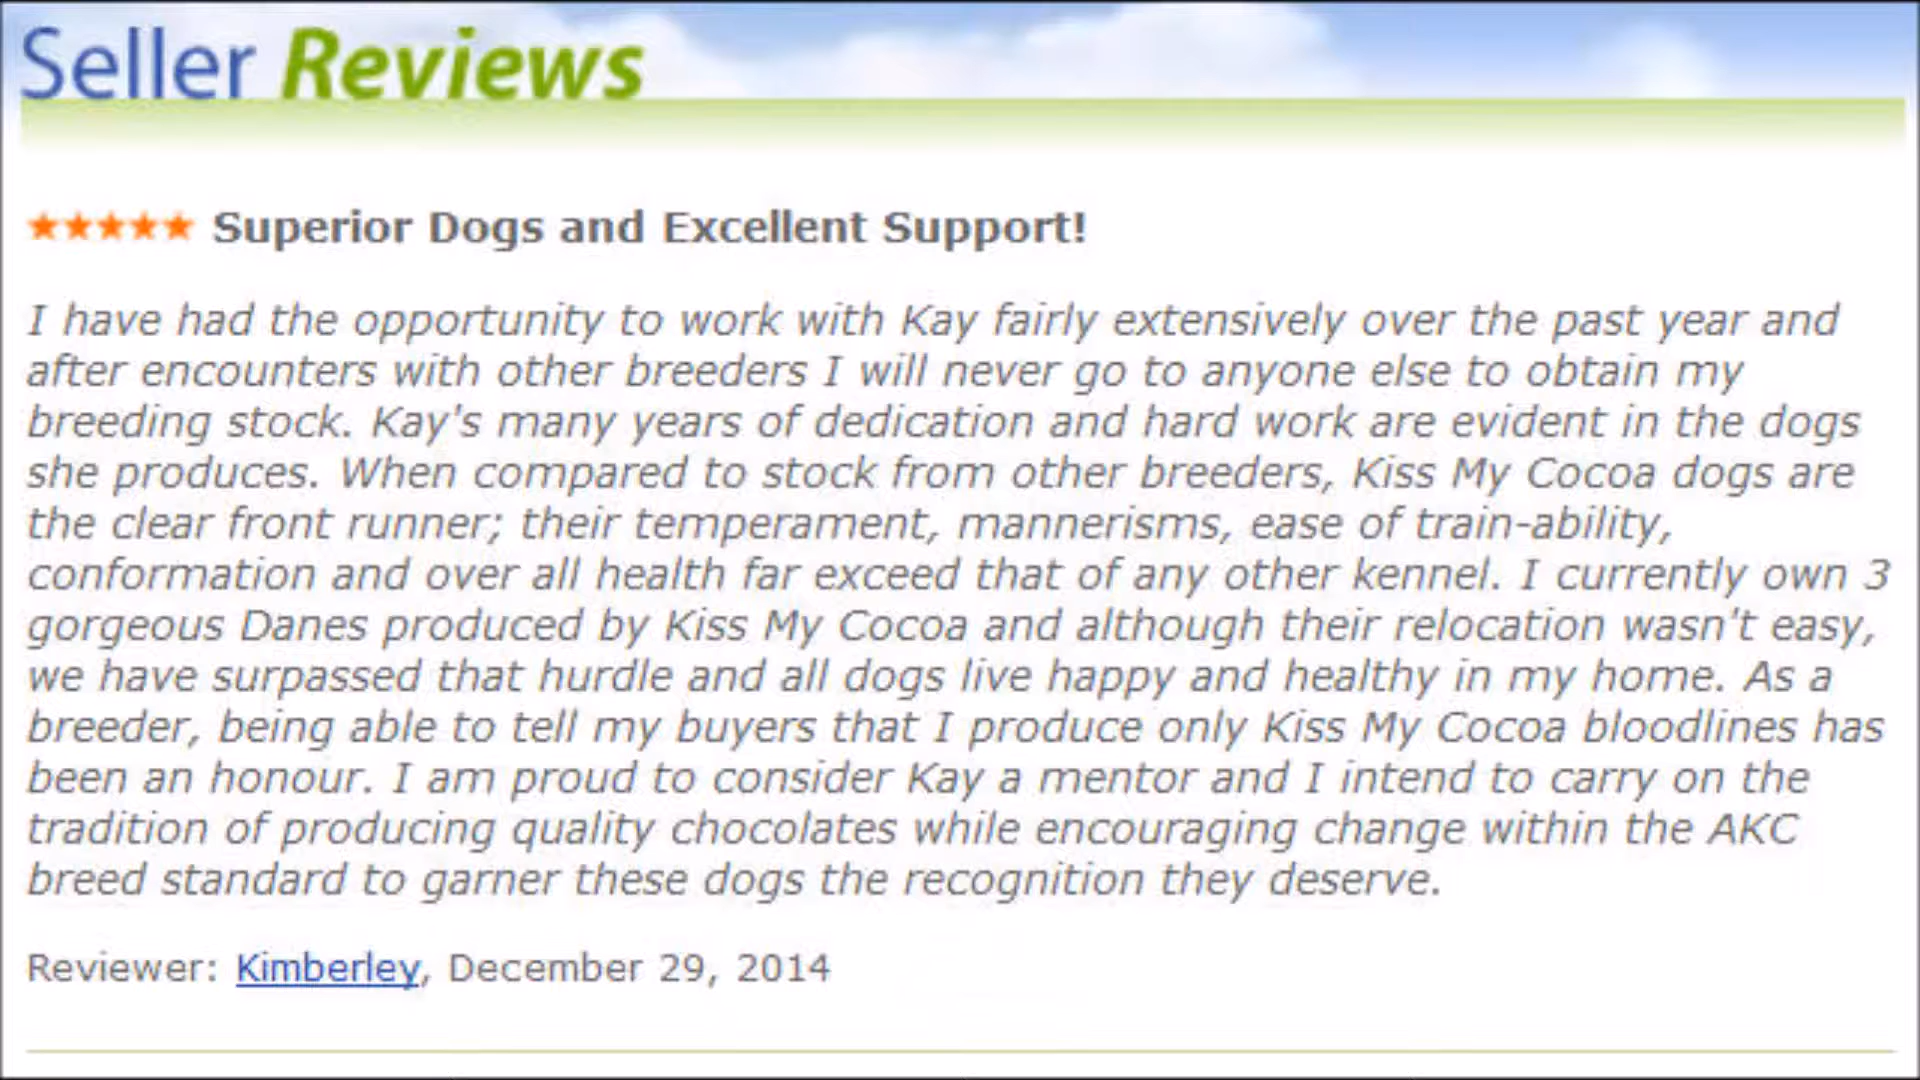 Seller Reviews
★★★★★ Superior Dogs and Excellent Support!
I have had the opportunity to work with Kay fairly extensively over the past year and
after encounters with other breeders I will never go to anyone else to obtain my
breeding stock. Kay's many years of dedication and hard work are evident in the dogs
she produces. When compared to stock from other breeders, Kiss My Cocoa dogs are
the clear front runner; their temperament, mannerisms, ease of train-ability,
conformation and over all health far exceed that of any other kennel. I currently own 3
gorgeous Danes produced by Kiss My Cocoa and although their relocation wasn't easy,
we have surpassed that hurdle and all dogs live happy and healthy in my home. As a
breeder, being able to tell my buyers that I produce only Kiss My Cocoa bloodlines has
been an honour. I am proud to consider Kay a mentor and I intend to carry on the
tradition of producing quality chocolates while encouraging change within the AKC
breed standard to garner these dogs the recognition they deserve.
Reviewer: Kimberley, December 29, 2014